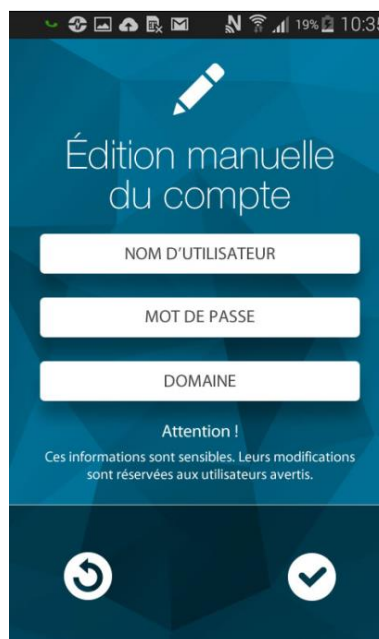 19% 10:35
Édition manuelle
du compte
NOM D'UTILISATEUR
MOT DE PASSE
DOMAINE
Attention !
Ces informations sont sensibles. Leurs modifications
sont réservées aux utilisateurs avertis.